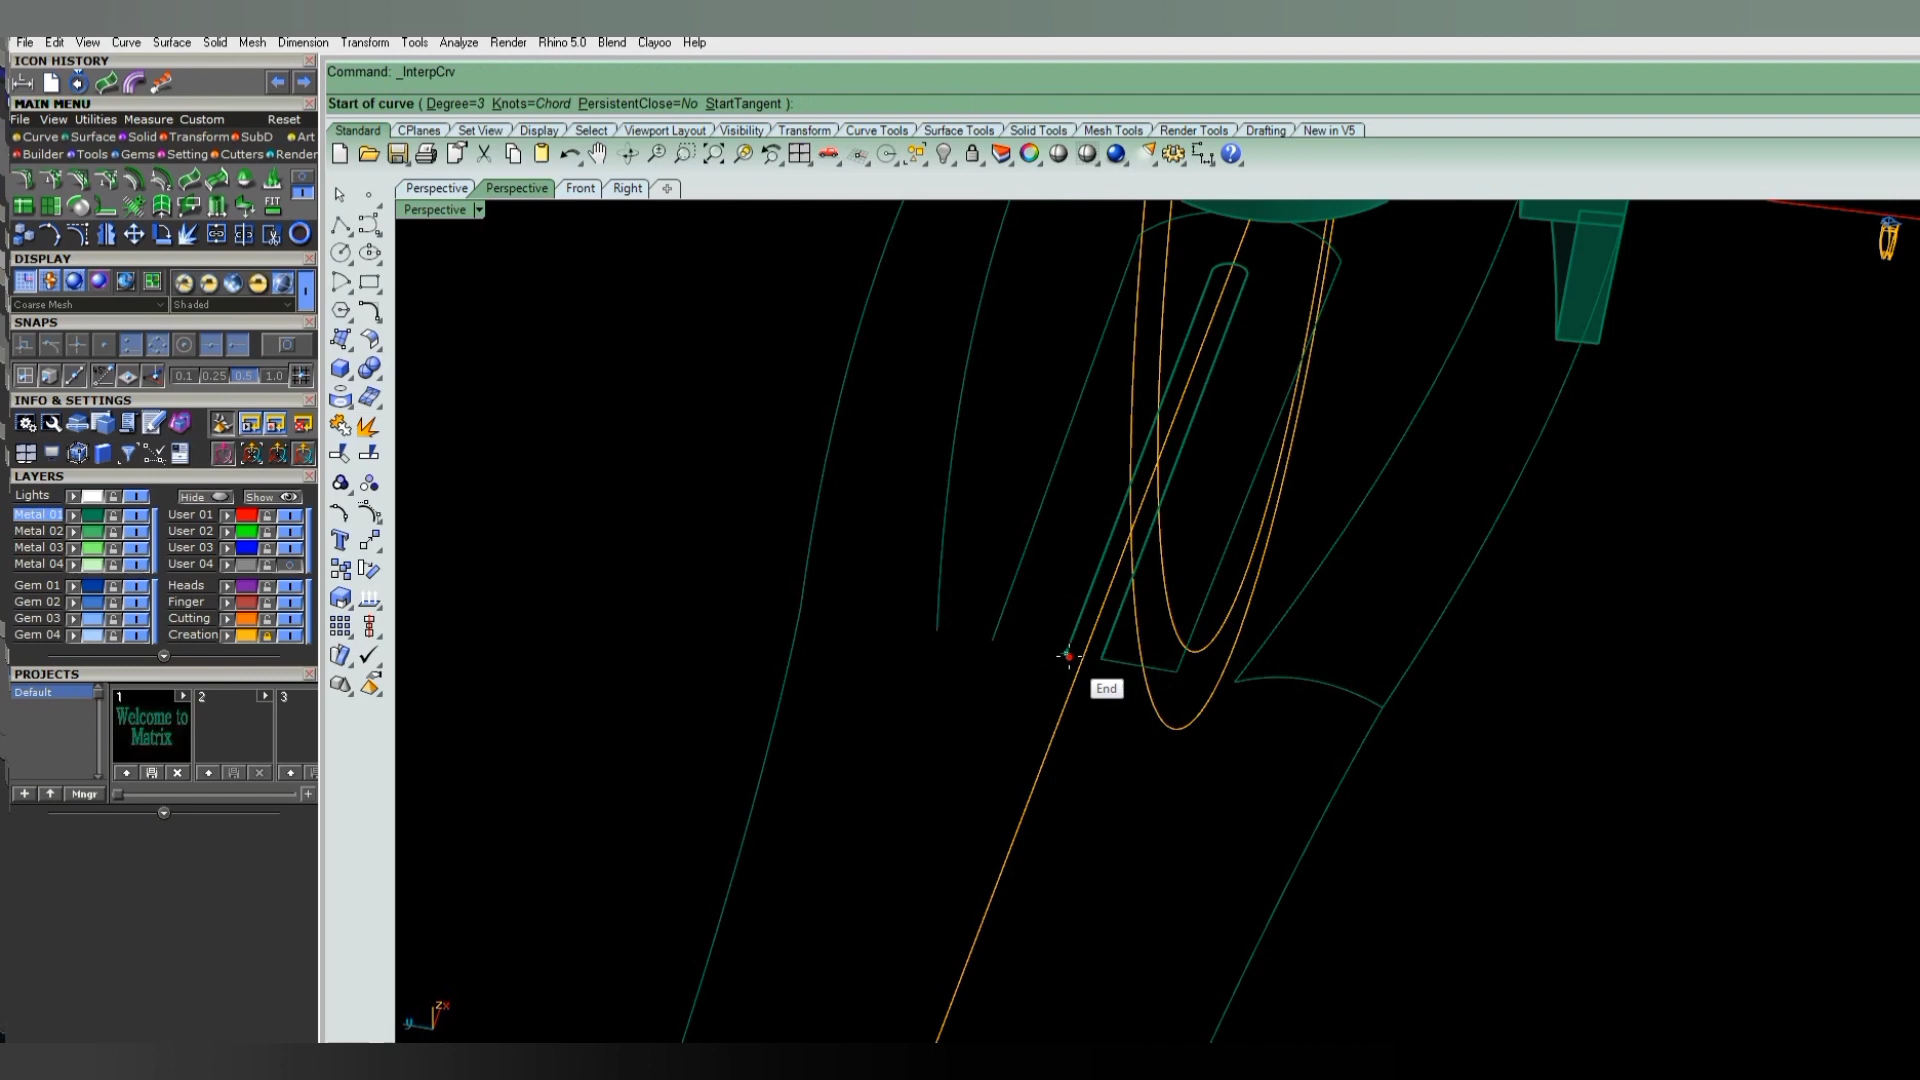 File Edit View Curve Surface Solid Mesh Dimension Transform Tools Analyze Render Rhino 5.0 Blend Clayoo Help
ICON HISTORY
Command: _InterpCrv
MAIN MENU
Start of curve ( Degree=3 Knots=Chord PersistentClose=No StartTangent ):
File View Utilities Measure Custom Reset
Standard CPlanes Set View Display Select Viewport Layout Visibility Transform Curve Tools Surface Tools Solid Tools Mesh Tools Render Tools Drafting New in V5
Curve Surface Solid Transform SubD Art
Builder Tools Gems Setting Cutters Render
Perspective Perspective Front Right
FIT
Perspective
DISPLAY
Coarse Mesh Shaded
SNAPS
0.1 0.25 0.5 1.0
INFO & SETTINGS
LAYERS
Lights Hide Show
Metal 01 User 01
Metal 02 User 02
Metal 03 User 03
Metal 04 User 04
Gem 01 Heads
Gem 02 Finger
Gem 03 Cutting
Gem 04 Creation
End
PROJECTS
Default
1 2 3
Welcome to
Matrix
Mngr
z x
y